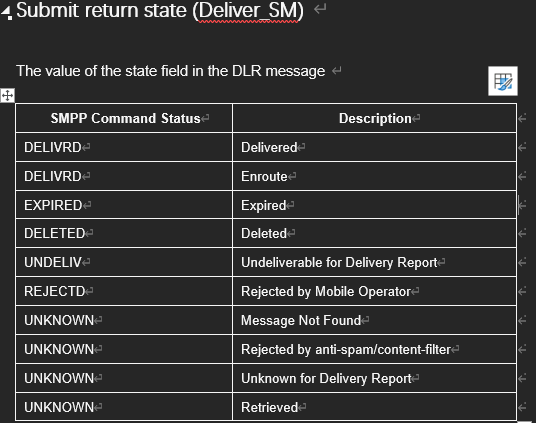 Submit return state (Deliver_SM)
The value of the state field in the DLR message
SMPP Command Status Description
DELIVRD Delivered
DELIVRD Enroute
EXPIRED Expired
DELETED Deleted
UNDELIV Undeliverable for Delivery Report
REJECTD Rejected by Mobile Operator
UNKNOWN Message Not Found
UNKNOWN Rejected by anti-spam/content-filter
UNKNOWN Unknown for Delivery Report
UNKNOWN Retrieved